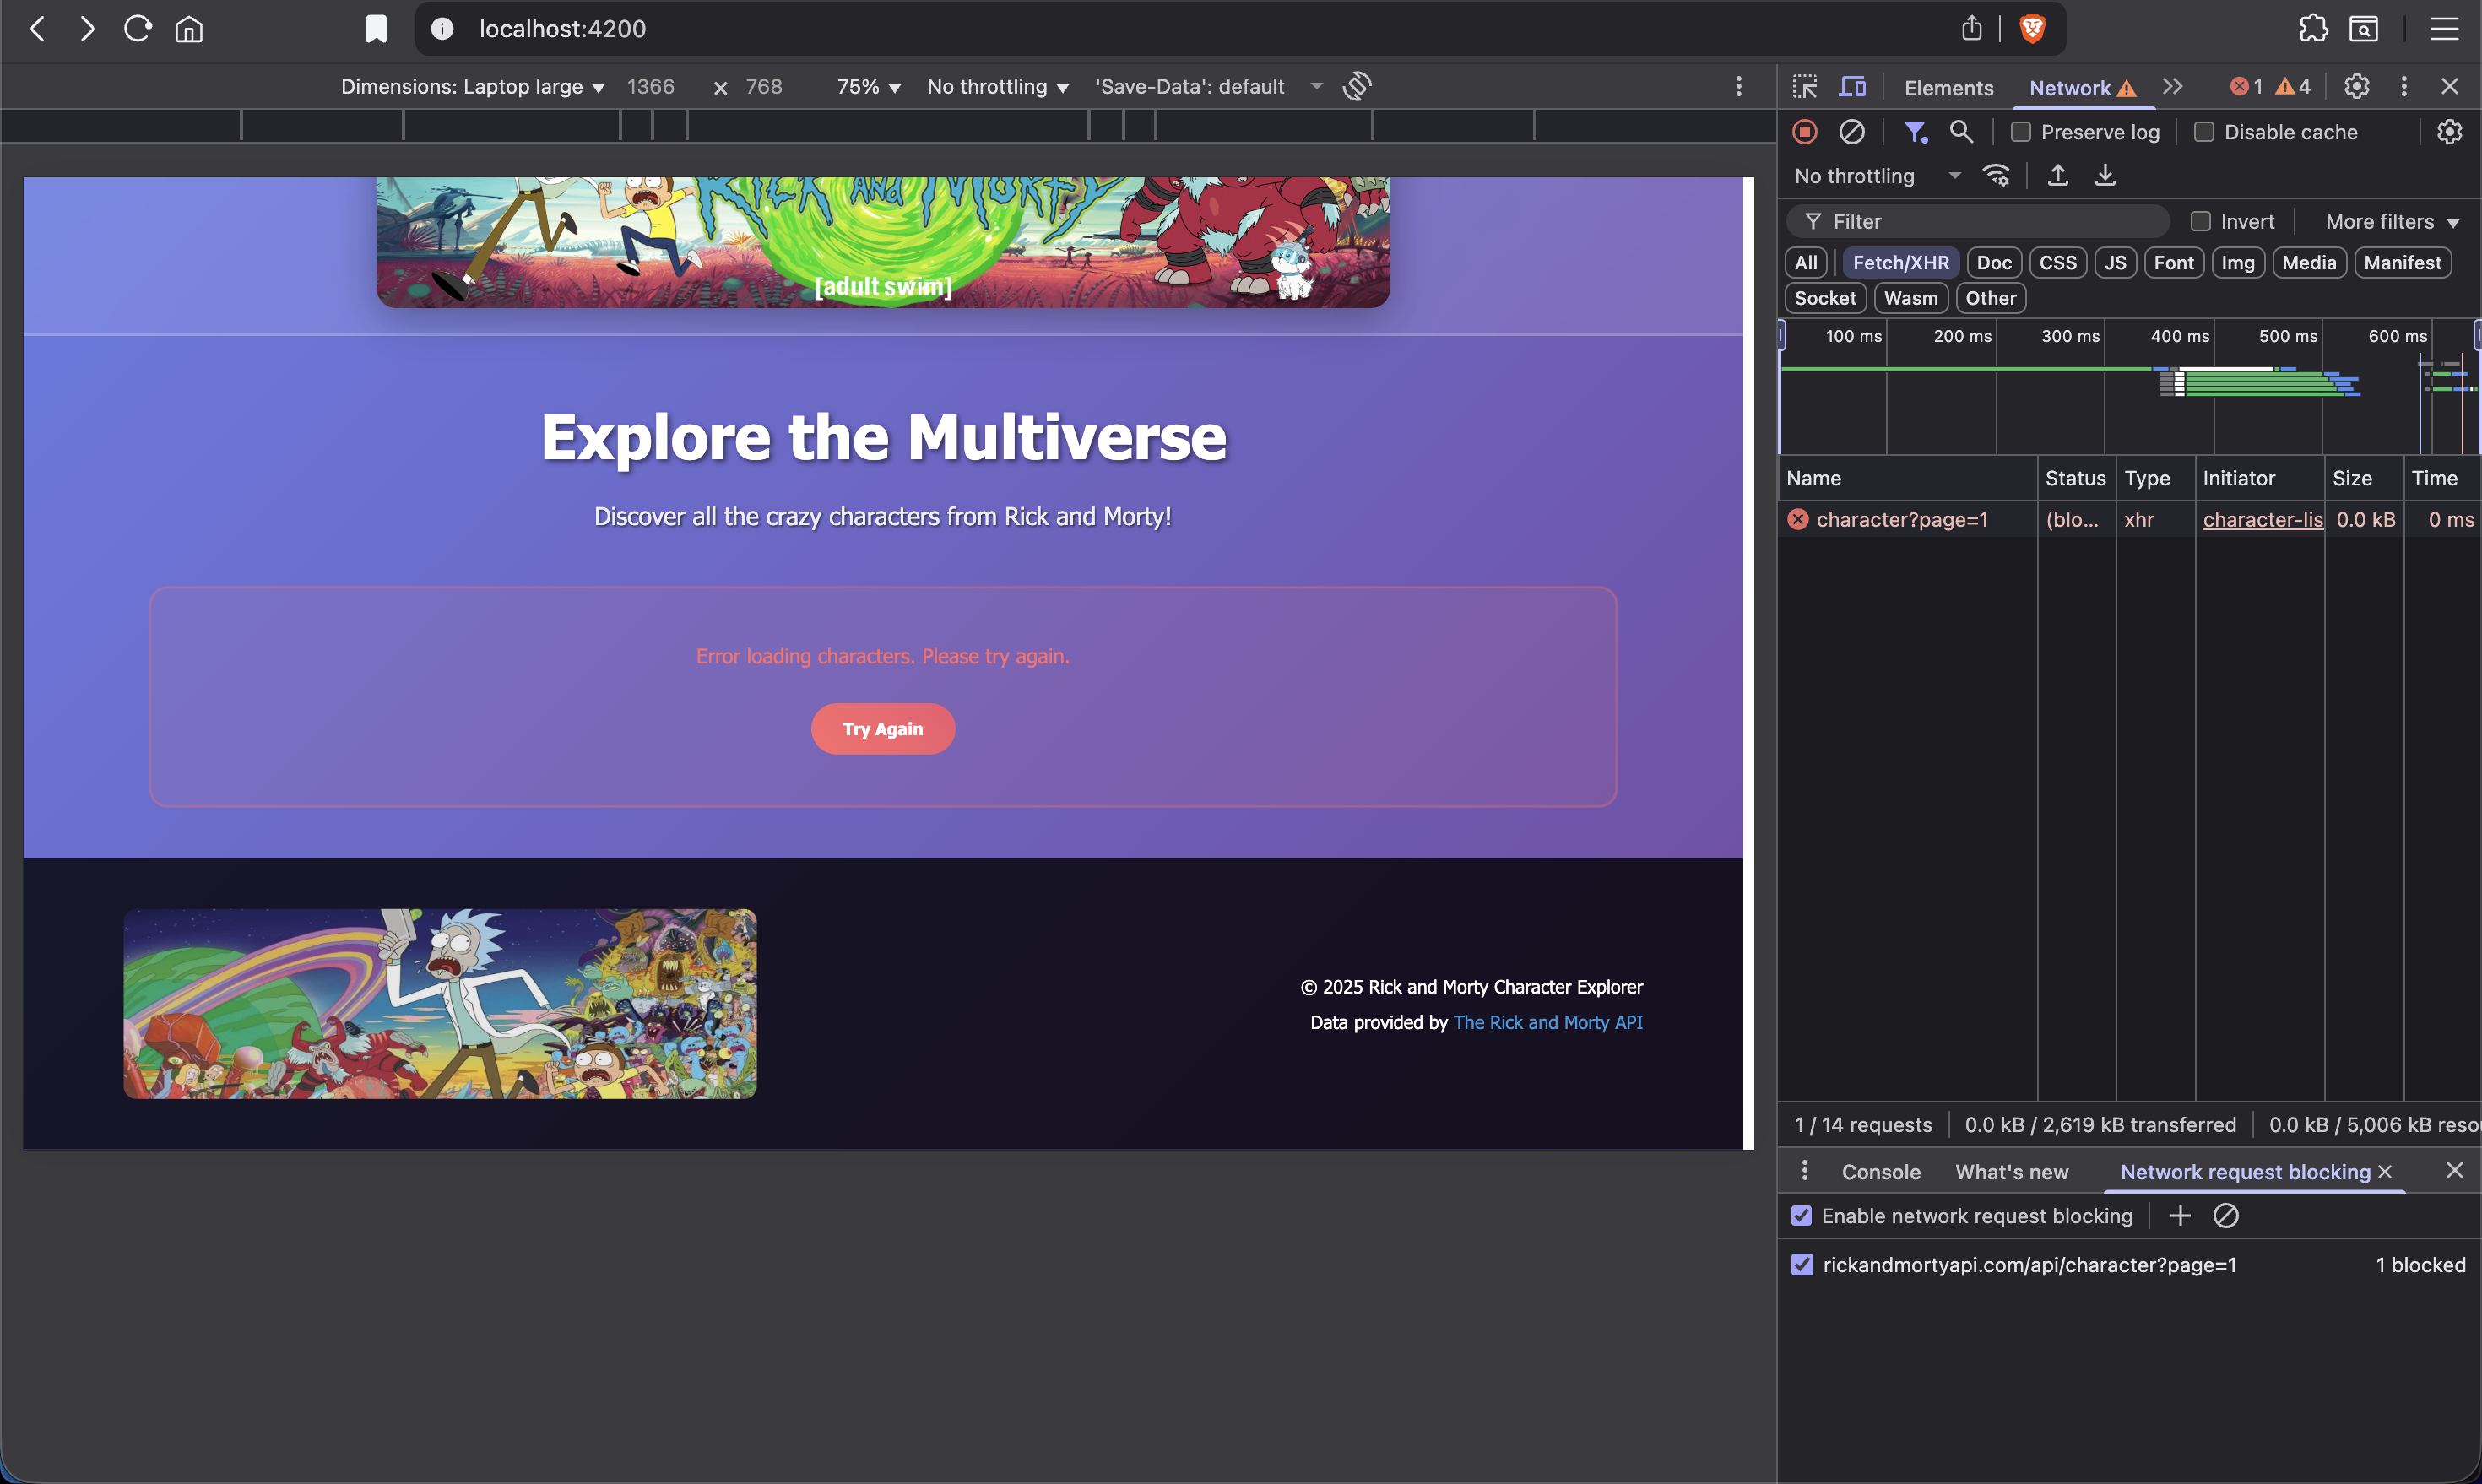 localhost:4200
Dimensions: Laptop large ▼ 1366 × 768 75% ▼ No throttling ▼ 'Save-Data': default
Elements Network 1 4
Preserve log Disable cache
No throttling
Filter Invert More filters
All Fetch/XHR Doc CSS JS Font Img Media Manifest
Socket Wasm Other
100 ms 200 ms 300 ms 400 ms 500 ms 600 ms
Name Status Type Initiator Size Time
character?page=1 (blo... xhr character-lis 0.0 kB 0 ms
RICK AND MORTY
[adult swim]
Explore the Multiverse
Discover all the crazy characters from Rick and Morty!
Error loading characters. Please try again.
Try Again
© 2025 Rick and Morty Character Explorer
Data provided by The Rick and Morty API
1 / 14 requests 0.0 kB / 2,619 kB transferred 0.0 kB / 5,006 kB reso
Console What's new Network request blocking
Enable network request blocking
rickandmortyapi.com/api/character?page=1 1 blocked